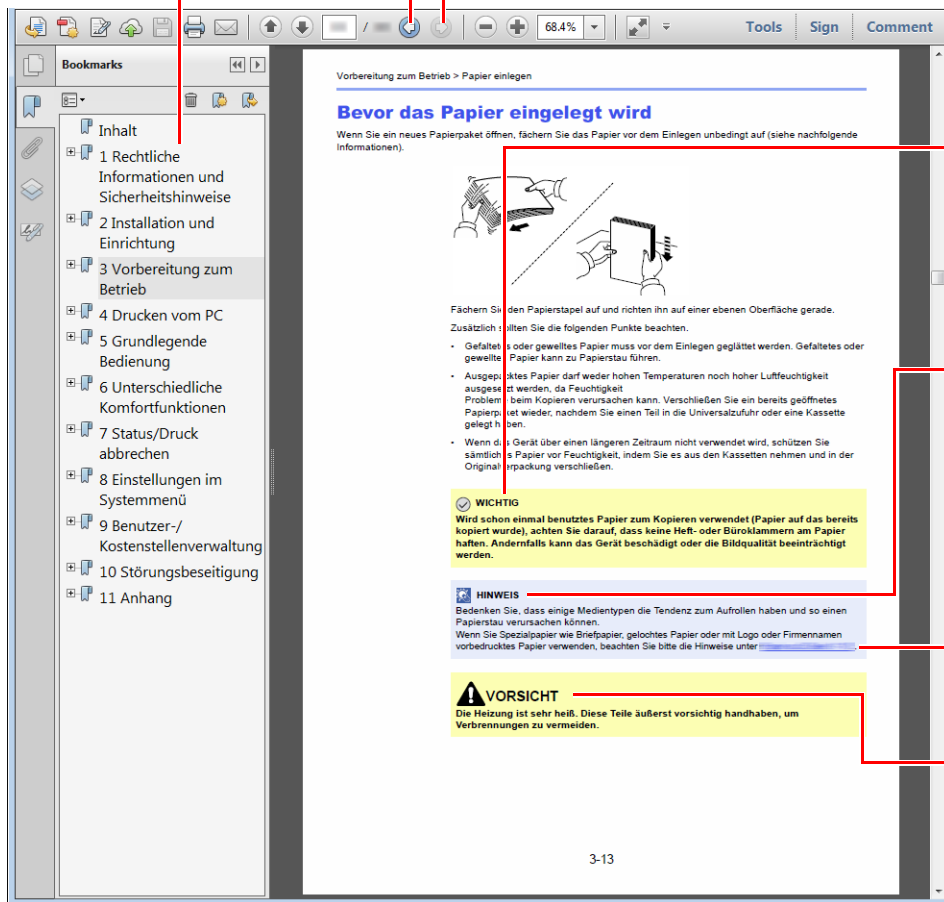 /
68.4%
Tools
Sign
Comment
Bookmarks
Inhalt
1 Rechtliche
Informationen und
Sicherheitshinweise
2 Installation und
Einrichtung
3 Vorbereitung zum
Betrieb
4 Drucken vom PC
5 Grundlegende
Bedienung
6 Unterschiedliche
Komfortfunktionen
7 Status/Druck
abbrechen
8 Einstellungen im
Systemmenü
9 Benutzer-/
Kostenstellenverwaltung
10 Störungsbeseitigung
11 Anhang
Vorbereitung zum Betrieb > Papier einlegen
Bevor das Papier eingelegt wird
Wenn Sie ein neues Papierpaket öffnen, fächern Sie das Papier vor dem Einlegen unbedingt auf (siehe nachfolgende
Informationen).
Fächern Sie den Papierstapel auf und richten ihn auf einer ebenen Oberfläche gerade.
Zusätzlich sollten Sie die folgenden Punkte beachten.
• Gefaltetes oder gewelltes Papier muss vor dem Einlegen geglättet werden. Gefaltetes oder
gewelltes Papier kann zu Papierstau führen.
• Ausgepacktes Papier darf weder hohen Temperaturen noch hoher Luftfeuchtigkeit
ausgesetzt werden, da Feuchtigkeit
Probleme beim Kopieren verursachen kann. Verschließen Sie ein bereits geöffnetes
Papierpaket wieder, nachdem Sie einen Teil in die Universalzufuhr oder eine Kassette
gelegt haben.
• Wenn das Gerät über einen längeren Zeitraum nicht verwendet wird, schützen Sie
sämtliches Papier vor Feuchtigkeit, indem Sie es aus den Kassetten nehmen und in der
Originalverpackung verschließen.
WICHTIG
Wird schon einmal benutztes Papier zum Kopieren verwendet (Papier auf das bereits
kopiert wurde), achten Sie darauf, dass keine Heft- oder Büroklammern am Papier
haften. Andernfalls kann das Gerät beschädigt oder die Bildqualität beeinträchtigt
werden.
HINWEIS
Bedenken Sie, dass einige Medientypen die Tendenz zum Aufrollen haben und so einen
Papierstau verursachen können.
Wenn Sie Spezialpapier wie Briefpapier, gelochtes Papier oder mit Logo oder Firmennamen
vorbedrucktes Papier verwenden, beachten Sie bitte die Hinweise unter
VORSICHT
Die Heizung ist sehr heiß. Diese Teile äußerst vorsichtig handhaben, um
Verbrennungen zu vermeiden.
3-13